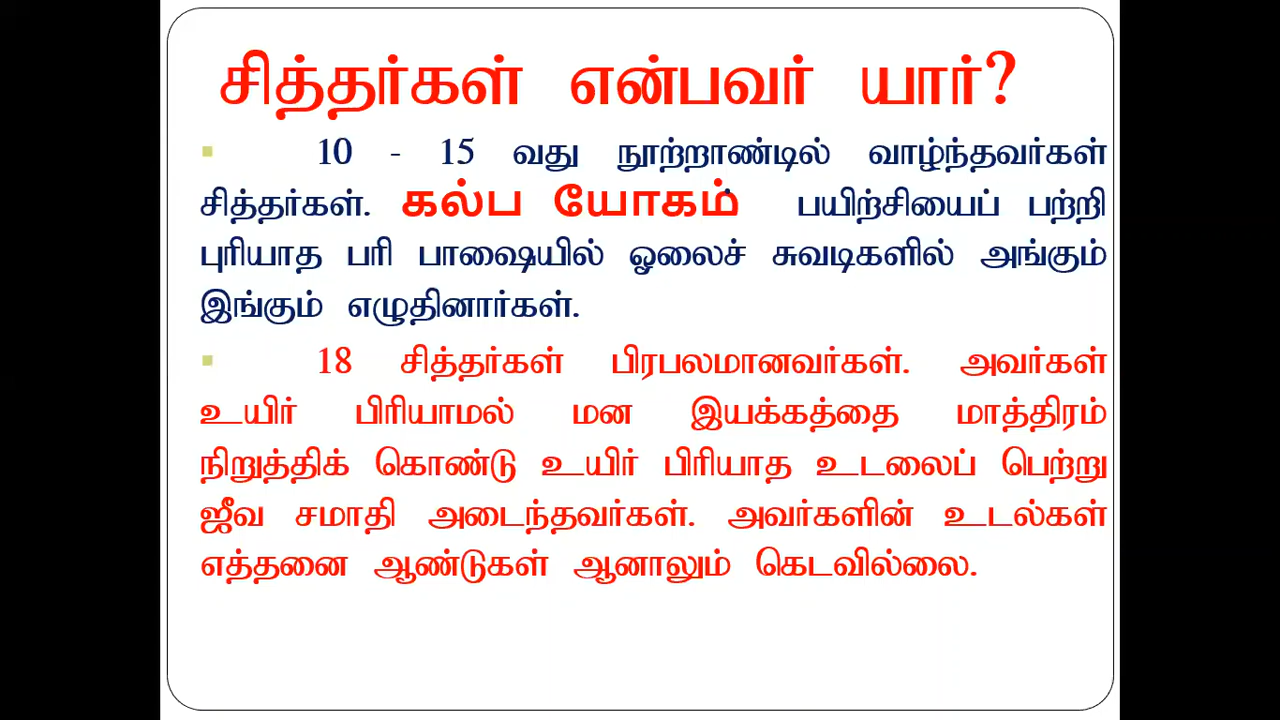 சித்தர்கள் என்பவர் யார்?
▪ 10 - 15 வது நூற்றாண்டில் வாழ்ந்தவர்கள்
சித்தர்கள். கல்ப யோகம் பயிற்சியைப் பற்றி
புரியாத பரி பாஷையில் ஓலைச் சுவடிகளில் அங்கும்
இங்கும் எழுதினார்கள்.
▪ 18 சித்தர்கள் பிரபலமானவர்கள். அவர்கள்
உயிர் பிரியாமல் மன இயக்கத்தை மாத்திரம்
நிறுத்திக் கொண்டு உயிர் பிரியாத உடலைப் பெற்று
ஜீவ சமாதி அடைந்தவர்கள். அவர்களின் உடல்கள்
எத்தனை ஆண்டுகள் ஆனாலும் கெடவில்லை.